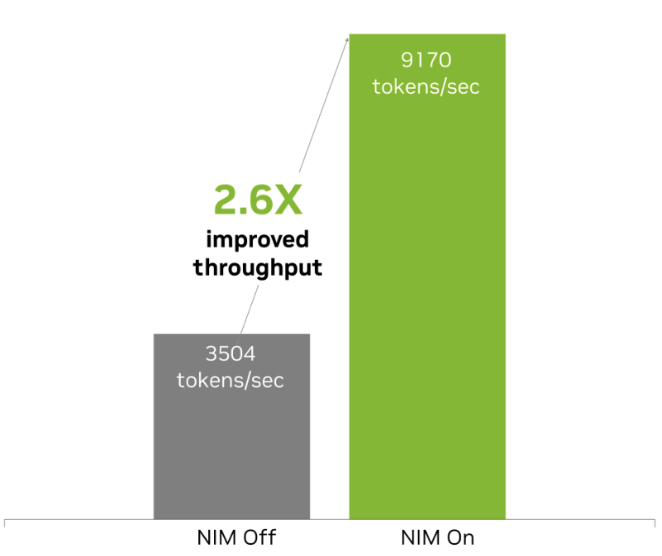 9170
tokens/sec
2.6X
improved
throughput
3504
tokens/sec
NIM Off
NIM On